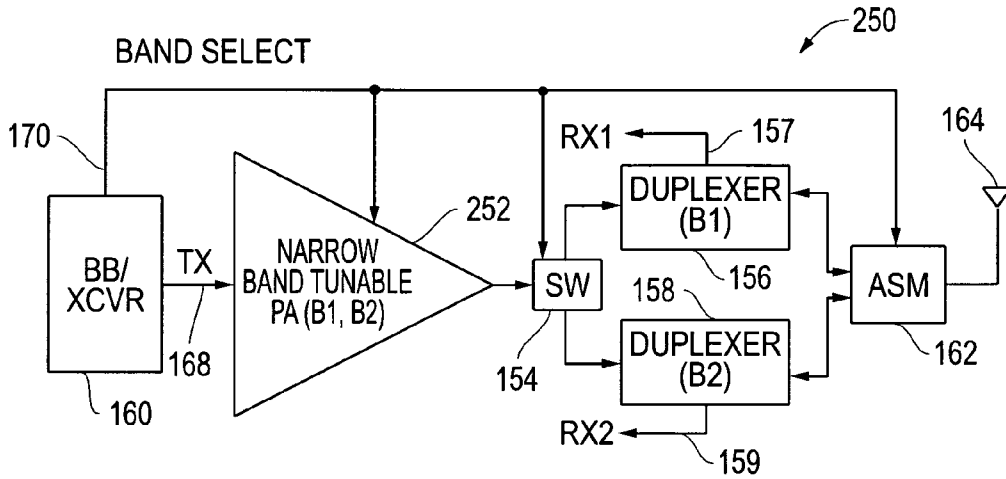 250
BAND SELECT
170
RX1
157
164
DUPLEXER
(B1)
252
156
BB/
XCVR
TX
168
NARROW
BAND TUNABLE
PA (B1, B2)
SW
154
ASM
162
158
DUPLEXER
(B2)
160
RX2
159